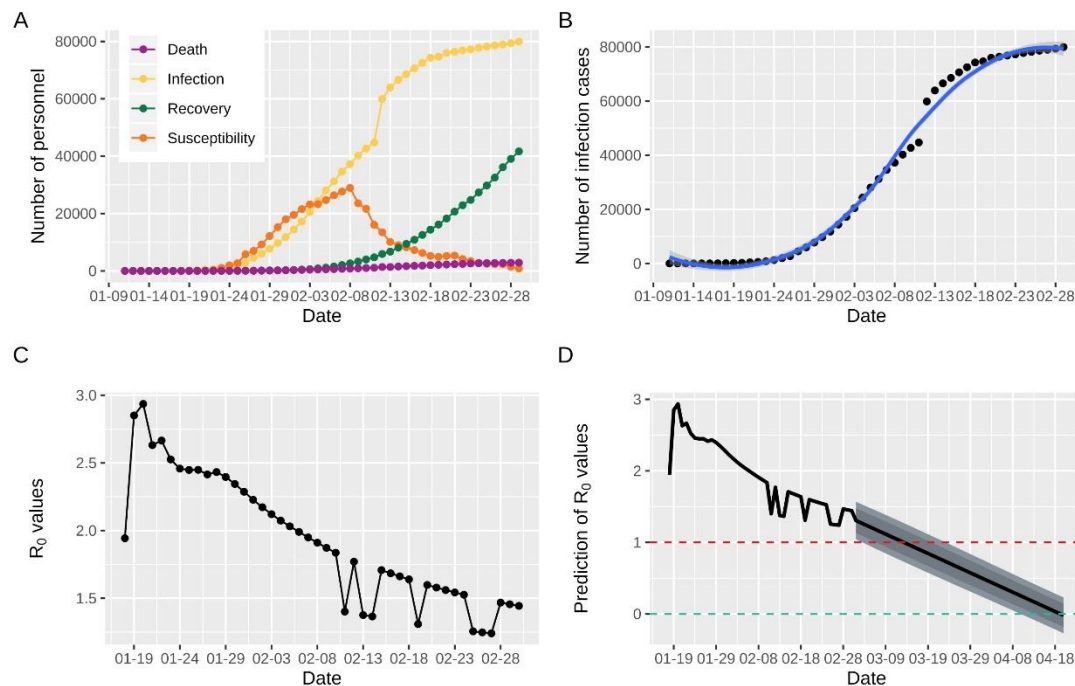 A
Number of personnel
80000
60000
40000
20000
0
Death
Infection
Recovery
Susceptibility
01-09 01-14 01-19 01-24 01-29 02-03 02-08 02-13 02-18 02-23 02-28
Date
B
Number of infection cases
80000
60000
40000
20000
0
01-09 01-14 01-19 01-24 01-29 02-03 02-08 02-13 02-18 02-23 02-28
Date
C
R0 values
3.0
2.5
2.0
1.5
01-19 01-24 01-29 02-03 02-08 02-13 02-18 02-23 02-28
Date
D
Prediction of R0 values
3
2
1
0
01-19 01-29 02-08 02-18 02-28 03-09 03-19 03-29 04-08 04-18
Date